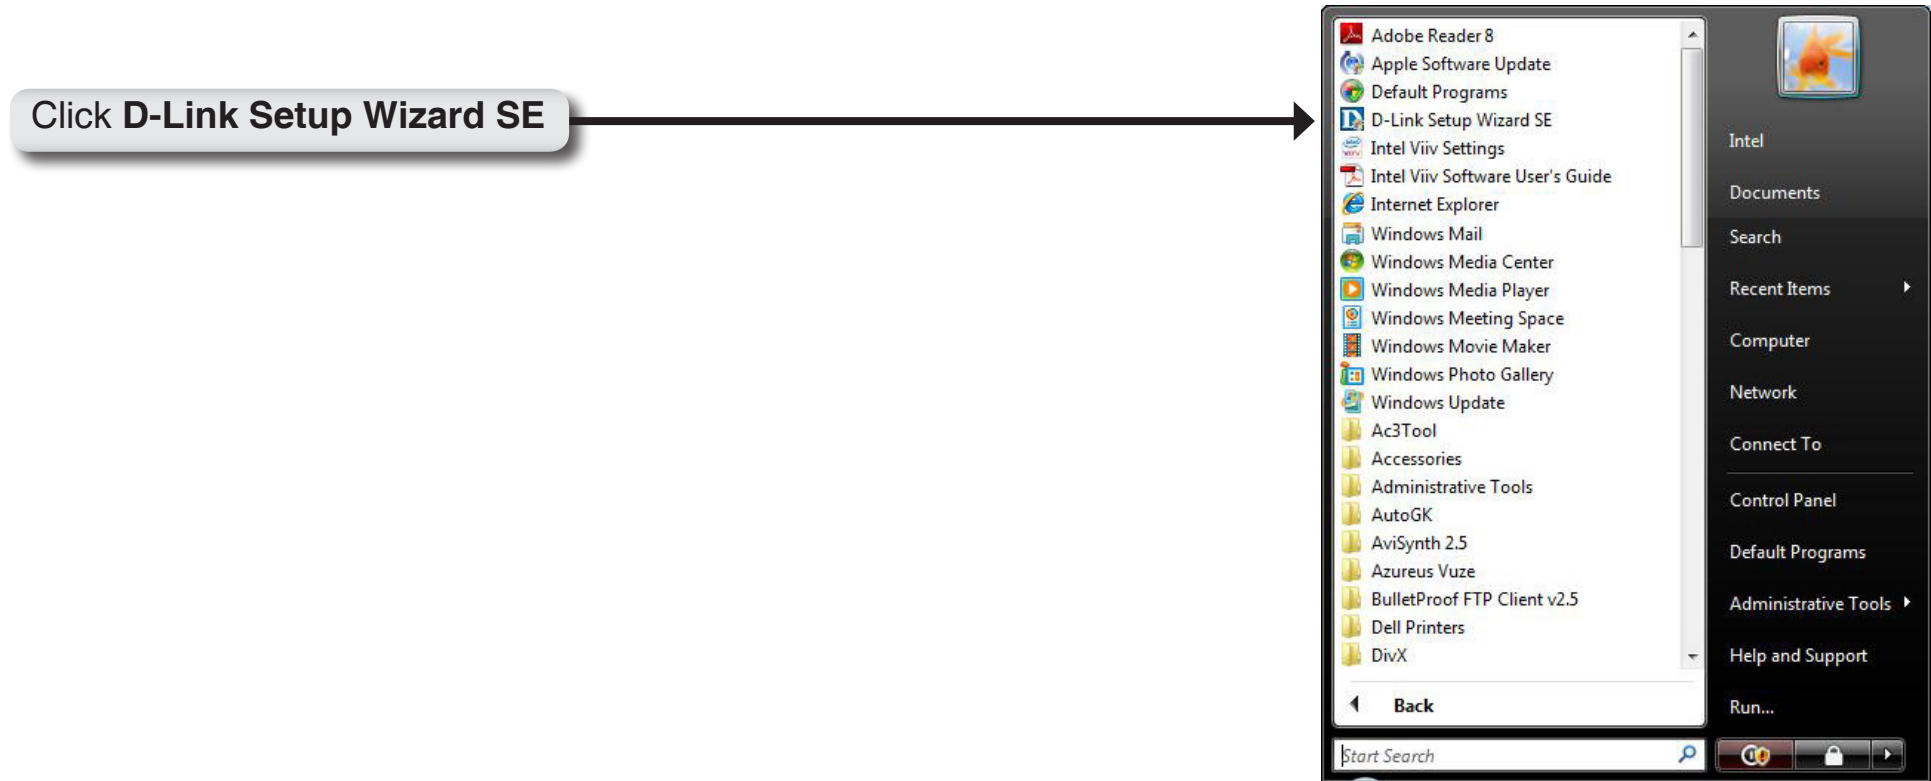 Click D-Link Setup Wizard SE
Adobe Reader 8
Apple Software Update
Default Programs
D-Link Setup Wizard SE
Intel Viiv Settings
Intel Viiv Software User's Guide
Internet Explorer
Windows Mail
Windows Media Center
Windows Media Player
Windows Meeting Space
Windows Movie Maker
Windows Photo Gallery
Windows Update
Ac3Tool
Accessories
Administrative Tools
AutoGK
AviSynth 2.5
Azureus Vuze
BulletProof FTP Client v2.5
Dell Printers
DivX
Back
Start Search
Intel
Documents
Search
Recent Items
Computer
Network
Connect To
Control Panel
Default Programs
Administrative Tools
Help and Support
Run...